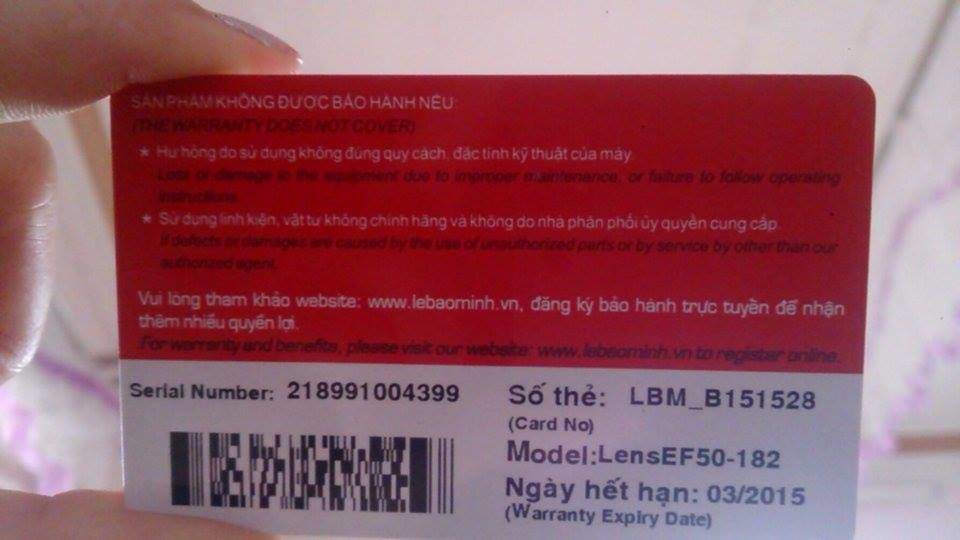 SẢN PHẨM KHÔNG ĐƯỢC BẢO HÀNH NẾU:
(THE WARRANTY DOES NOT COVER)
★ Hư hỏng do sử dụng không đúng quy cách, đặc tính kỹ thuật của máy.
Loss or damage to the equipment due to improper maintenance, or failure to follow operating
instructions.
★ Sử dụng linh kiện, vật tư không chính hãng và không do nhà phân phối ủy quyền cung cấp.
If defects or damages are caused by the use of unauthorized parts or by service by other than our
authorized agent.
Vui lòng tham khảo website: www.lebaominh.vn, đăng ký bảo hành trực tuyến để nhận
thêm nhiều quyền lợi.
For warranty and benefits, please visit our website: www.lebaominh.vn to register online.
Serial Number: 218991004399
Số thẻ: LBM_B151528
(Card No)
Model:LensEF50-182
Ngày hết hạn: 03/2015
(Warranty Expiry Date)